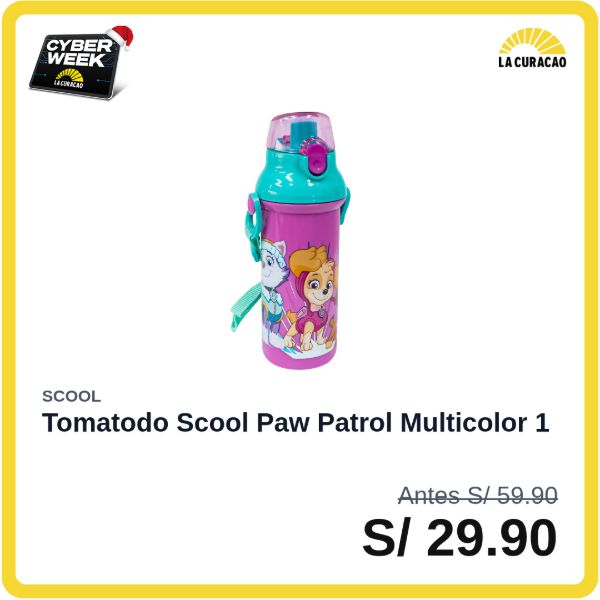 CYBER
WEEK
LA CURACAO
LA CURACAO
SCOOL
Tomatodo Scool Paw Patrol Multicolor 1
Antes S/ 59.90
S/ 29.90